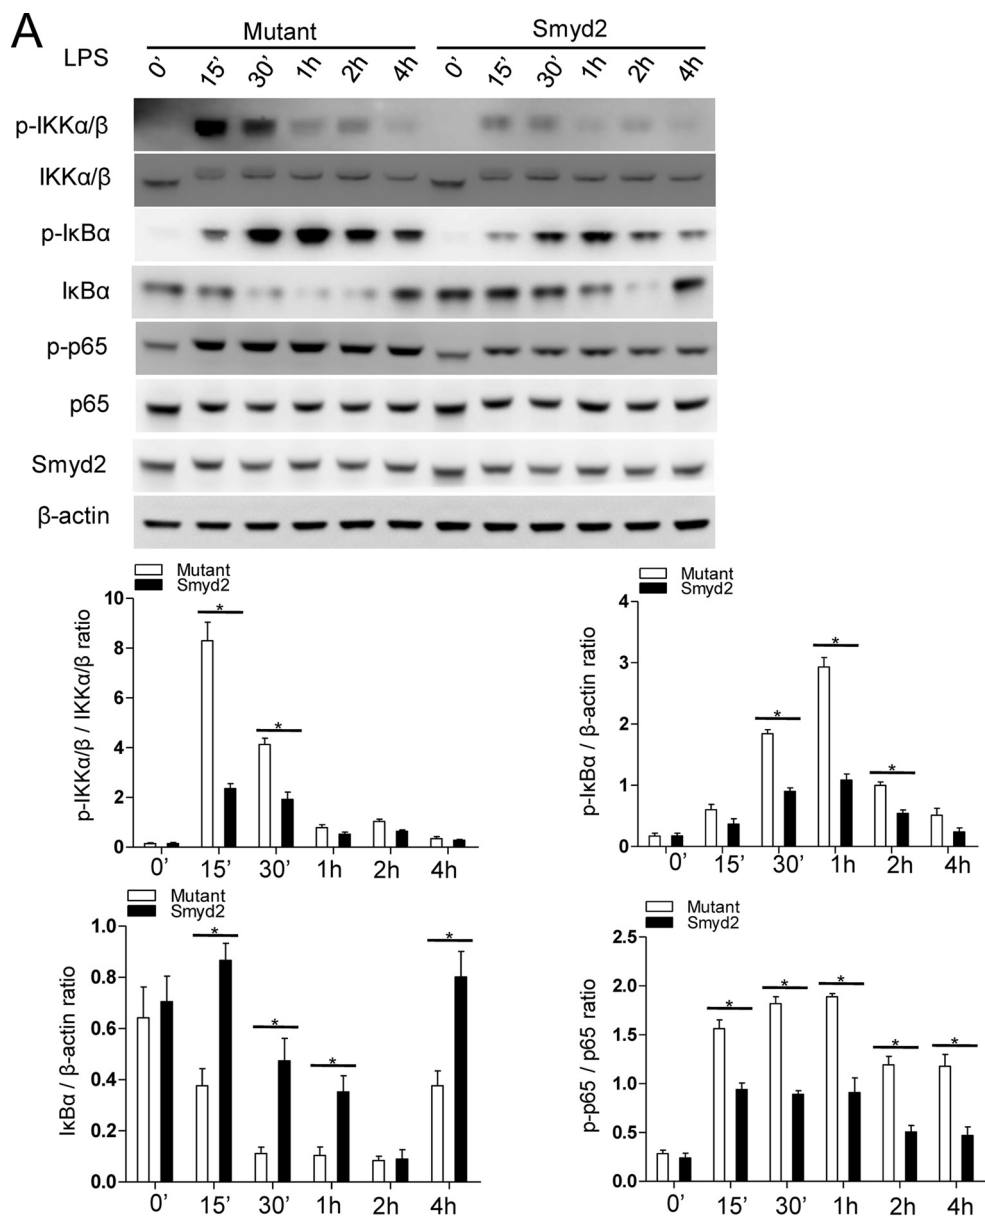 A
Mutant Smyd2
LPS 0’ 15’ 30’ 1h 2h 4h 0’ 15’ 30’ 1h 2h 4h
p-IKKα/β
IKKα/β
p-IκBα
IκBα
p-p65
p65
Smyd2
β-actin
Mutant
Smyd2
p-IKKα/β / IKKα/β ratio
10
8
6
4
2
0
* *
0’ 15’ 30’ 1h 2h 4h
Mutant
Smyd2
p-IκBα / β-actin ratio
4
3
2
1
0
* * *
0’ 15’ 30’ 1h 2h 4h
Mutant
Smyd2
IκBα / β-actin ratio
1.0
0.8
0.6
0.4
0.2
0.0
* * * *
0’ 15’ 30’ 1h 2h 4h
Mutant
Smyd2
p-p65 / p65 ratio
2.5
2.0
1.5
1.0
0.5
0.0
* * * * *
0’ 15’ 30’ 1h 2h 4h